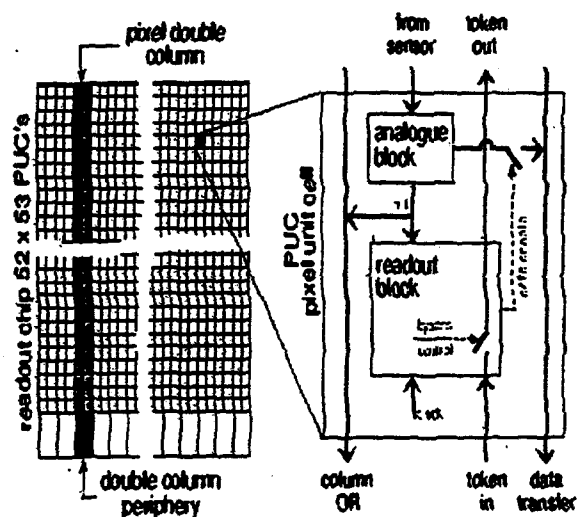 pixel double
column
from
sensor
token
out
readout chip 52 x 53 PUC's
PUC
pixel unit cell
analogue
block
readout
block
control
double column
periphery
column
OR
token
in
data
transfer